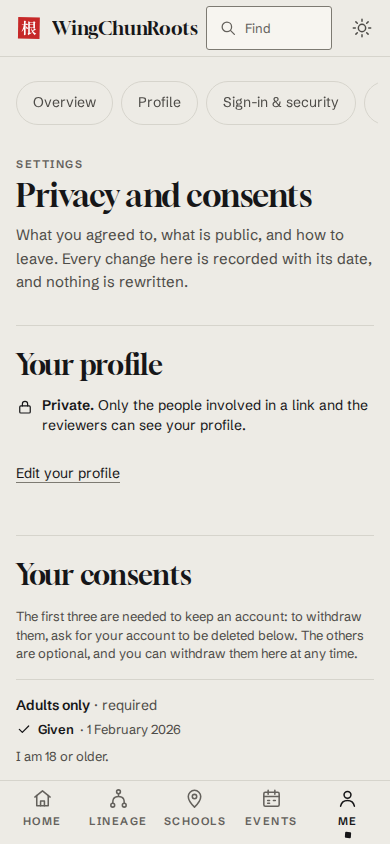 根 WingChunRoots Find
Overview Profile Sign-in & security
SETTINGS
Privacy and consents
What you agreed to, what is public, and how to
leave. Every change here is recorded with its date,
and nothing is rewritten.
Your profile
Private. Only the people involved in a link and the
reviewers can see your profile.
Edit your profile
Your consents
The first three are needed to keep an account: to withdraw
them, ask for your account to be deleted below. The others
are optional, and you can withdraw them here at any time.
Adults only · required
Given · 1 February 2026
I am 18 or older.
HOME LINEAGE SCHOOLS EVENTS ME